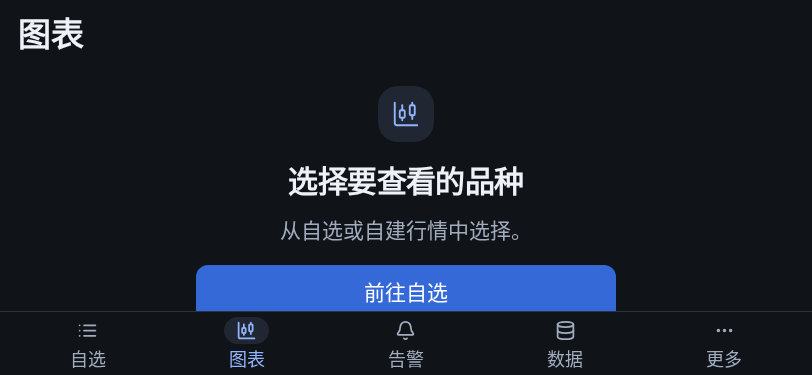 图表
选择要查看的品种
从自选或自建行情中选择。
前往自选
自选
图表
告警
数据
更多